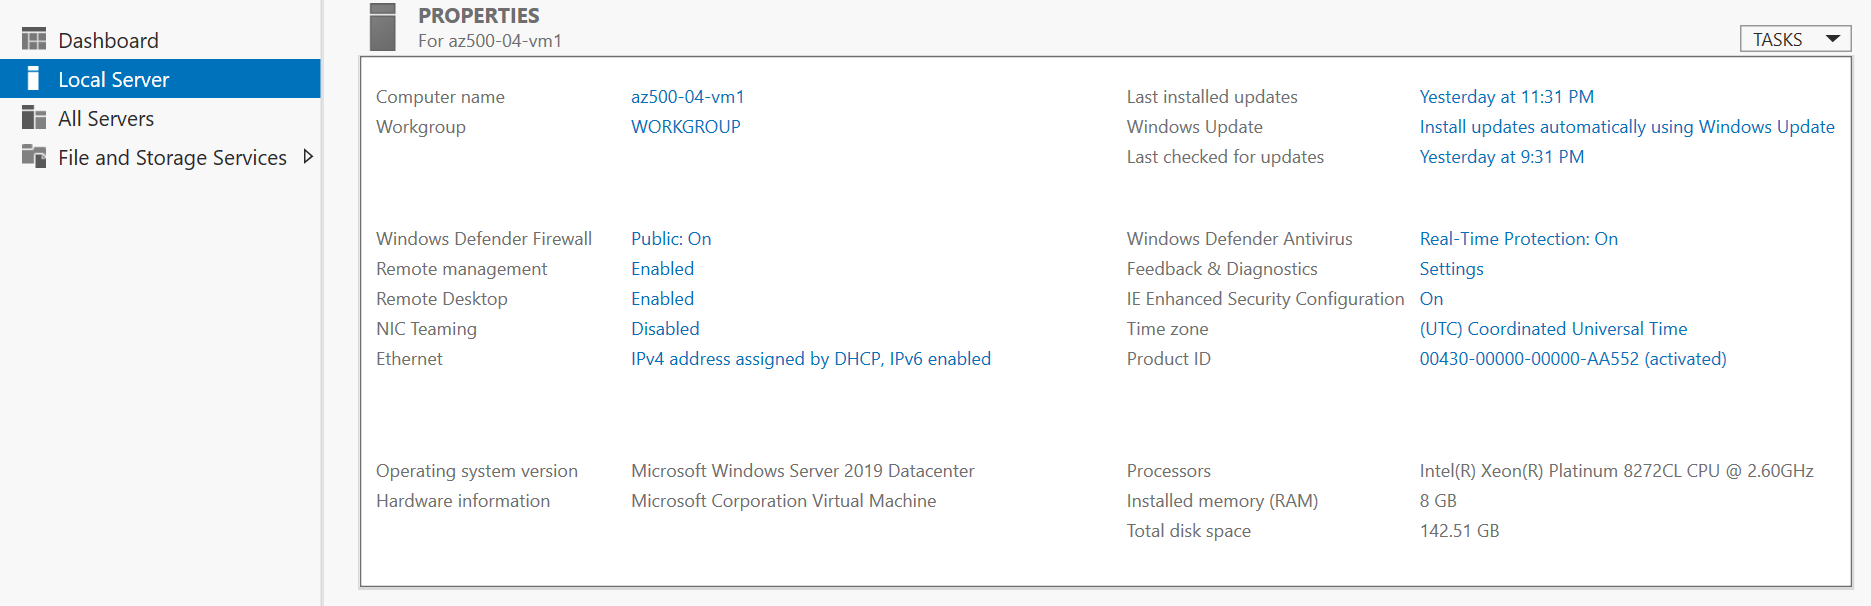 Dashboard
Local Server
All Servers
File and Storage Services
PROPERTIES
For az500-04-vm1
TASKS
Computer name az500-04-vm1
Workgroup WORKGROUP
Last installed updates Yesterday at 11:31 PM
Windows Update Install updates automatically using Windows Update
Last checked for updates Yesterday at 9:31 PM
Windows Defender Firewall Public: On
Remote management Enabled
Remote Desktop Enabled
NIC Teaming Disabled
Ethernet IPv4 address assigned by DHCP, IPv6 enabled
Windows Defender Antivirus Real-Time Protection: On
Feedback & Diagnostics Settings
IE Enhanced Security Configuration On
Time zone (UTC) Coordinated Universal Time
Product ID 00430-00000-00000-AA552 (activated)
Operating system version Microsoft Windows Server 2019 Datacenter
Hardware information Microsoft Corporation Virtual Machine
Processors Intel(R) Xeon(R) Platinum 8272CL CPU @ 2.60GHz
Installed memory (RAM) 8 GB
Total disk space 142.51 GB